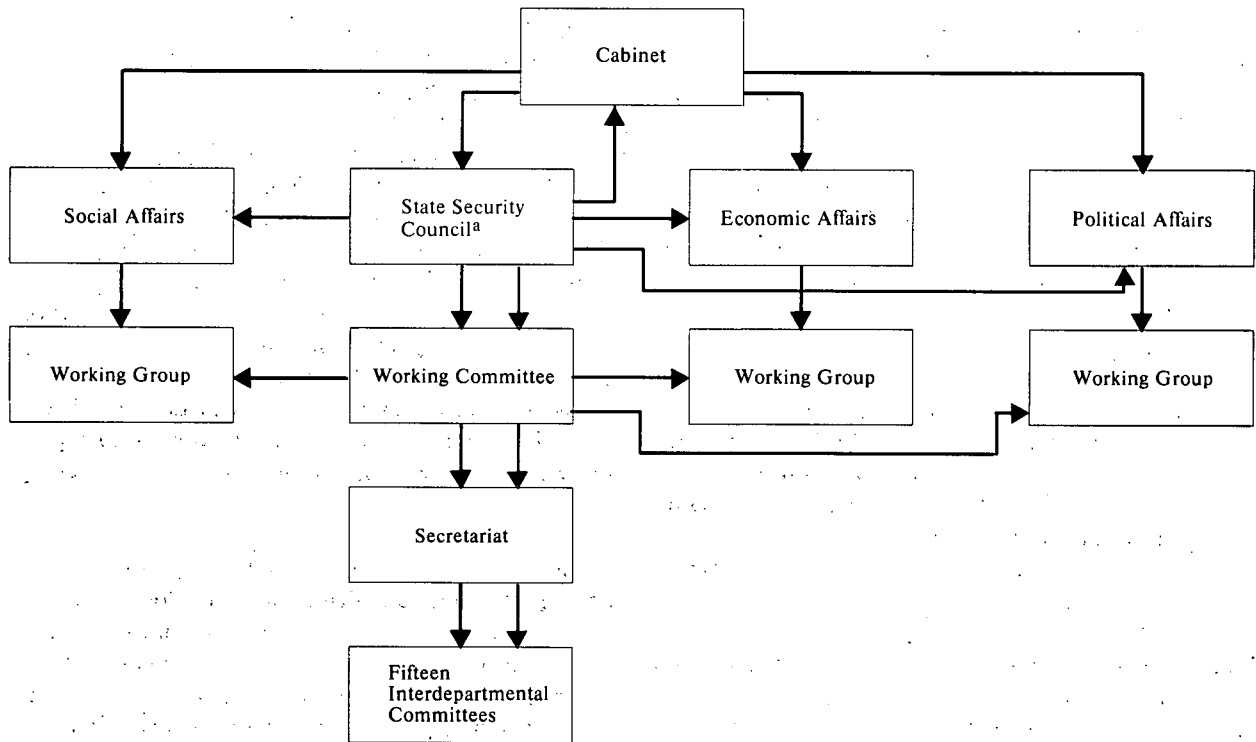 Cabinet
Social Affairs
State Security
Councilᵃ
Economic Affairs
Political Affairs
Working Group
Working Committee
Working Group
Working Group
Secretariat
Fifteen
Interdepartmental
Committees